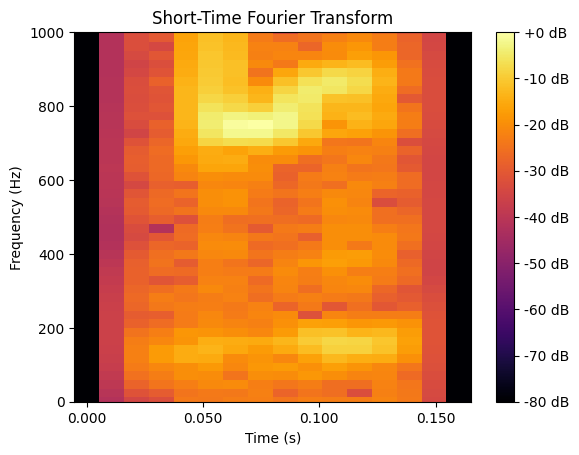 Short-Time Fourier Transform
Frequency (Hz)
1000
800
600
400
200
0
0.000
0.050
0.100
0.150
Time (s)
+0 dB
-10 dB
-20 dB
-30 dB
-40 dB
-50 dB
-60 dB
-70 dB
-80 dB